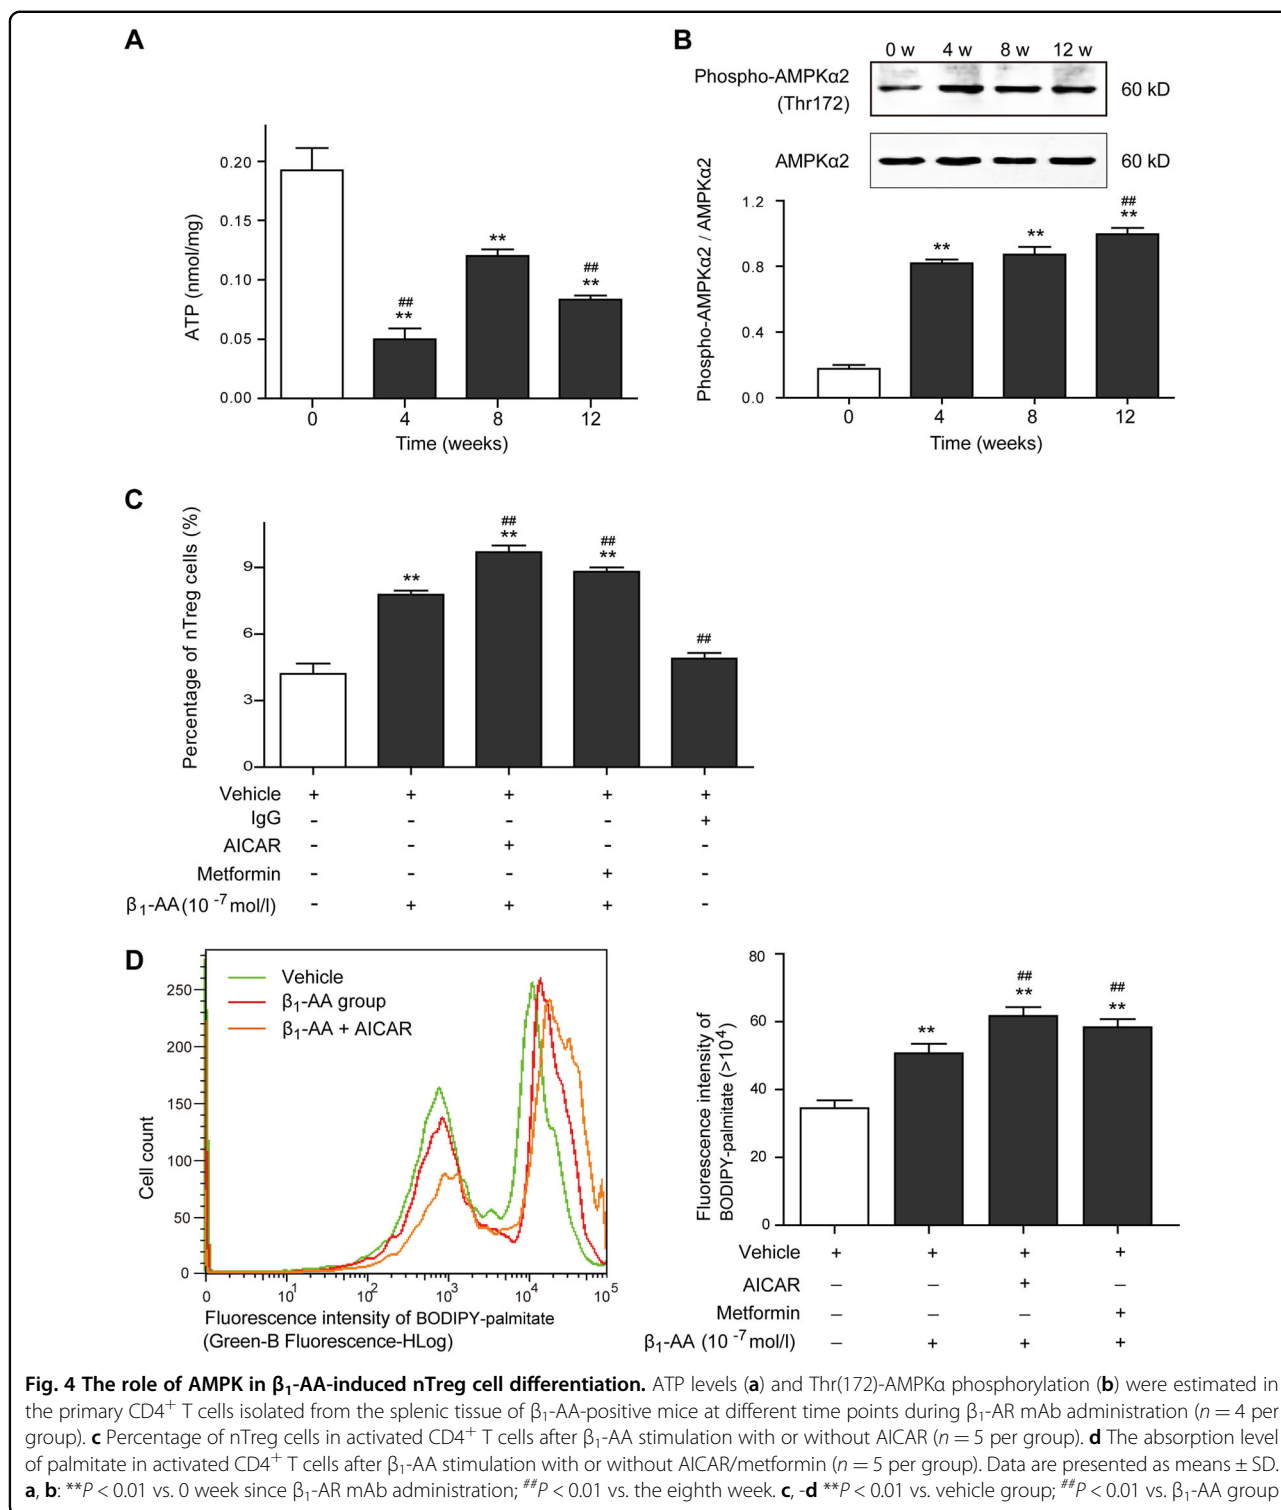 A
0.20
0.15
0.10
0.05
0.00
ATP (nmol/mg)
##
**
**
##
**
0 4 8 12
Time (weeks)
B
0 w 4 w 8 w 12 w
Phospho-AMPKα2
(Thr172)
60 kD
AMPKα2
60 kD
Phospho-AMPKα2 / AMPKα2
1.2
0.8
0.4
0.0
**
**
##
**
0 4 8 12
Time (weeks)
C
Percentage of nTreg cells (%)
9
6
3
0
**
##
**
##
**
##
Vehicle + + + + +
IgG - - - - +
AICAR - - + - -
Metformin - - - + -
β₁-AA (10 ⁻⁷ mol/l) - + + + -
D
Cell count
250
200
150
100
50
0
Vehicle
β₁-AA group
β₁-AA + AICAR
0 10¹ 10² 10³ 10⁴ 10⁵
Fluorescence intensity of BODIPY-palmitate
(Green-B Fluorescence-HLog)
Fluorescence intensity of
BODIPY-palmitate (>10⁴)
80
60
40
20
0
**
##
**
##
**
Vehicle + + + +
AICAR – – + –
Metformin – – – +
β₁-AA (10 ⁻⁷ mol/l) – + + +
Fig. 4 The role of AMPK in β₁-AA-induced nTreg cell differentiation. ATP levels (a) and Thr(172)-AMPKα phosphorylation (b) were estimated in
the primary CD4⁺ T cells isolated from the splenic tissue of β₁-AA-positive mice at different time points during β₁-AR mAb administration (n = 4 per
group). c Percentage of nTreg cells in activated CD4⁺ T cells after β₁-AA stimulation with or without AICAR (n = 5 per group). d The absorption level
of palmitate in activated CD4⁺ T cells after β₁-AA stimulation with or without AICAR/metformin (n = 5 per group). Data are presented as means ± SD.
a, b: **P < 0.01 vs. 0 week since β₁-AR mAb administration; ##P < 0.01 vs. the eighth week. c, -d **P < 0.01 vs. vehicle group; ##P < 0.01 vs. β₁-AA group